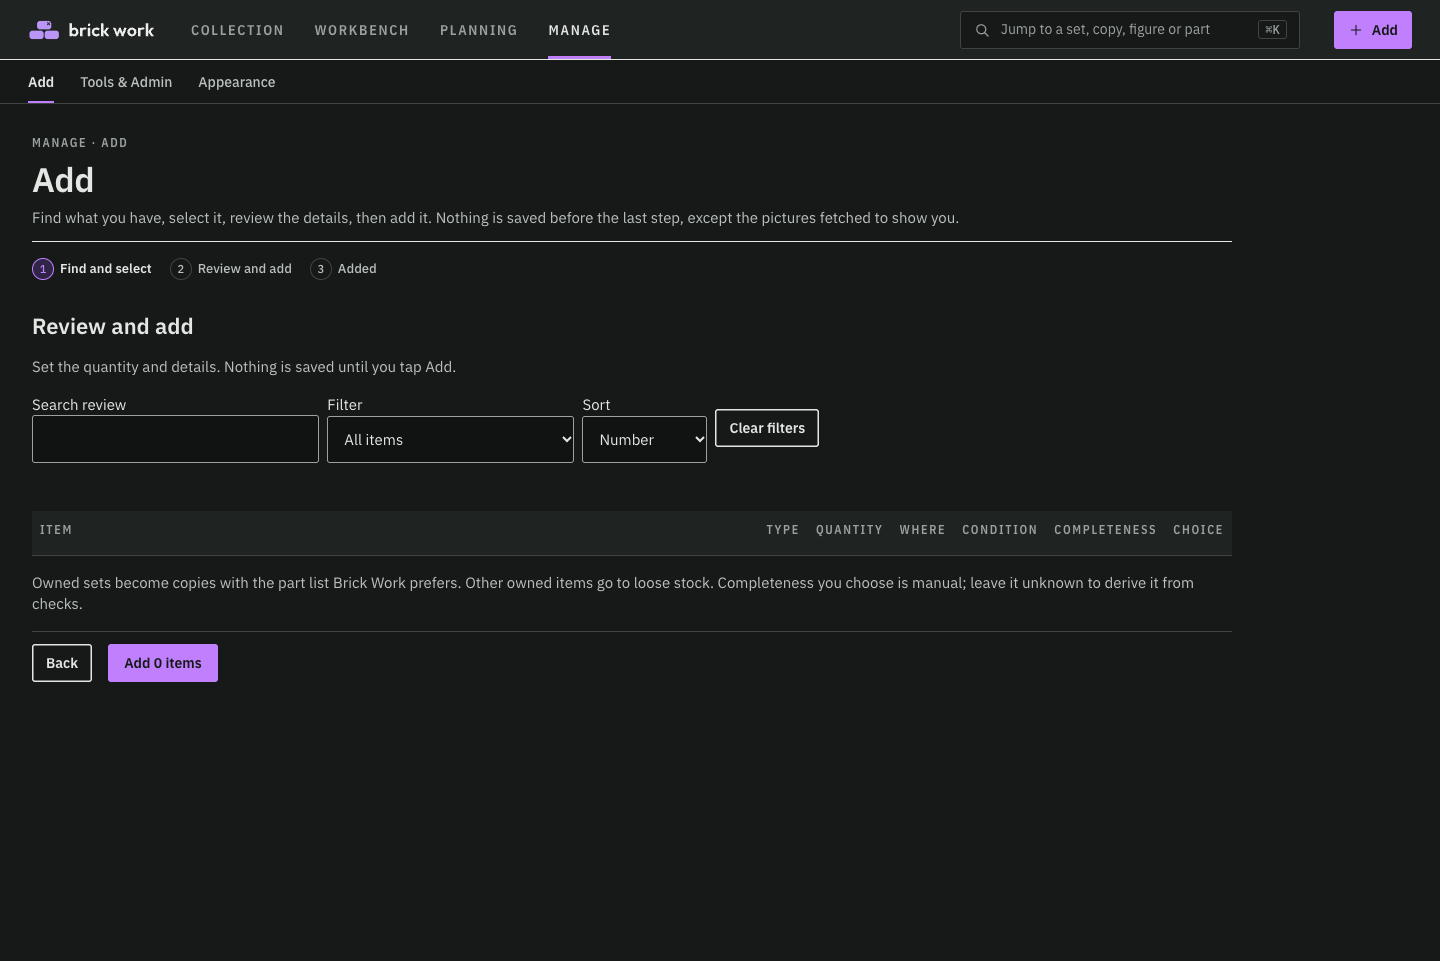 brick work
COLLECTION WORKBENCH PLANNING MANAGE
Jump to a set, copy, figure or part ⌘K
+ Add
Add Tools & Admin Appearance
MANAGE · ADD
Add
Find what you have, select it, review the details, then add it. Nothing is saved before the last step, except the pictures fetched to show you.
1 Find and select 2 Review and add 3 Added
Review and add
Set the quantity and details. Nothing is saved until you tap Add.
Search review Filter Sort
All items Number Clear filters
ITEM TYPE QUANTITY WHERE CONDITION COMPLETENESS CHOICE
Owned sets become copies with the part list Brick Work prefers. Other owned items go to loose stock. Completeness you choose is manual; leave it unknown to derive it from
checks.
Back Add 0 items